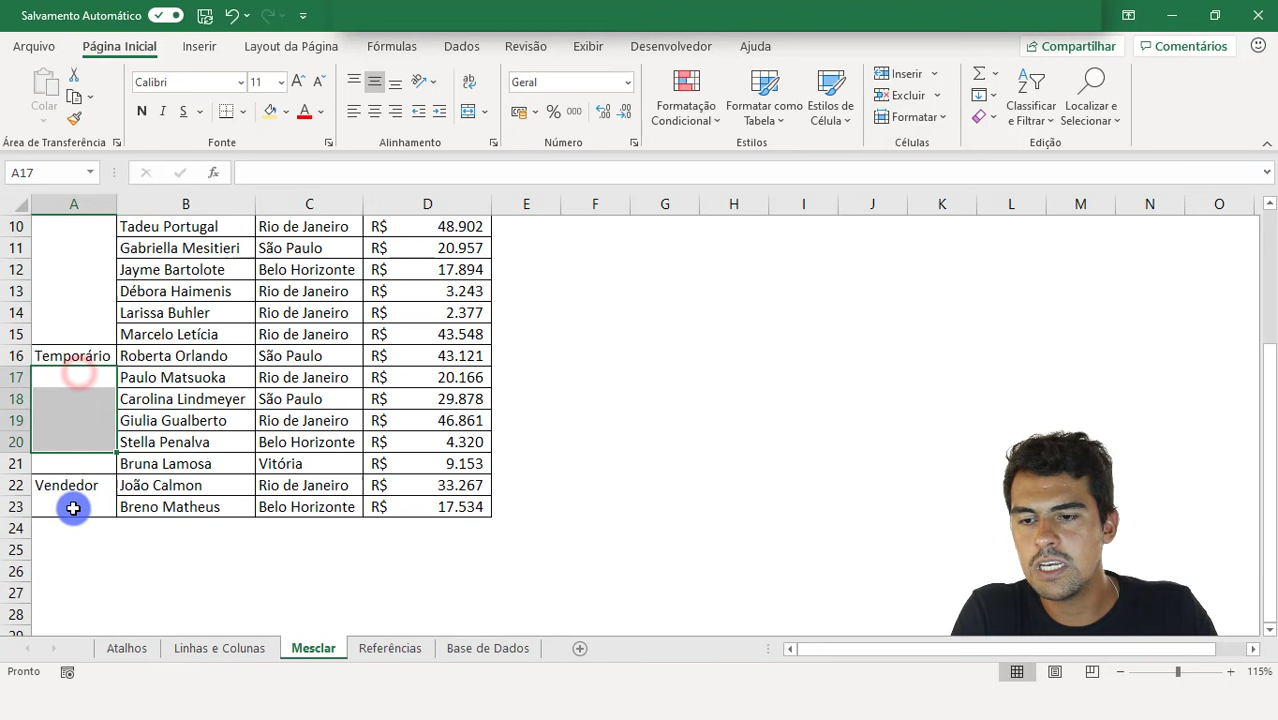 Salvamento Automático
Arquivo Página Inicial Inserir Layout da Página Fórmulas Dados Revisão Exibir Desenvolvedor Ajuda Compartilhar Comentários
Colar Calibri 11 Geral Formatação Condicional Formatar como Tabela Estilos de Célula Inserir Excluir Formatar Classificar e Filtrar Localizar e Selecionar
N I S A % 000
Área de Transferência Fonte Alinhamento Número Estilos Células Edição
A17 fx
A B C D E F G H I J K L M N O
10 Tadeu Portugal Rio de Janeiro R$ 48.902
11 Gabriella Mesitieri São Paulo R$ 20.957
12 Jayme Bartolote Belo Horizonte R$ 17.894
13 Débora Haimenis Rio de Janeiro R$ 3.243
14 Larissa Buhler Rio de Janeiro R$ 2.377
15 Marcelo Letícia Rio de Janeiro R$ 43.548
16 Temporário Roberta Orlando São Paulo R$ 43.121
17 Paulo Matsuoka Rio de Janeiro R$ 20.166
18 Carolina Lindmeyer São Paulo R$ 29.878
19 Giulia Gualberto Rio de Janeiro R$ 46.861
20 Stella Penalva Belo Horizonte R$ 4.320
21 Bruna Lamosa Vitória R$ 9.153
22 Vendedor João Calmon Rio de Janeiro R$ 33.267
23 Breno Matheus Belo Horizonte R$ 17.534
24
25
26
27
28
29
Atalhos Linhas e Colunas Mesclar Referências Base de Dados
Pronto 115%